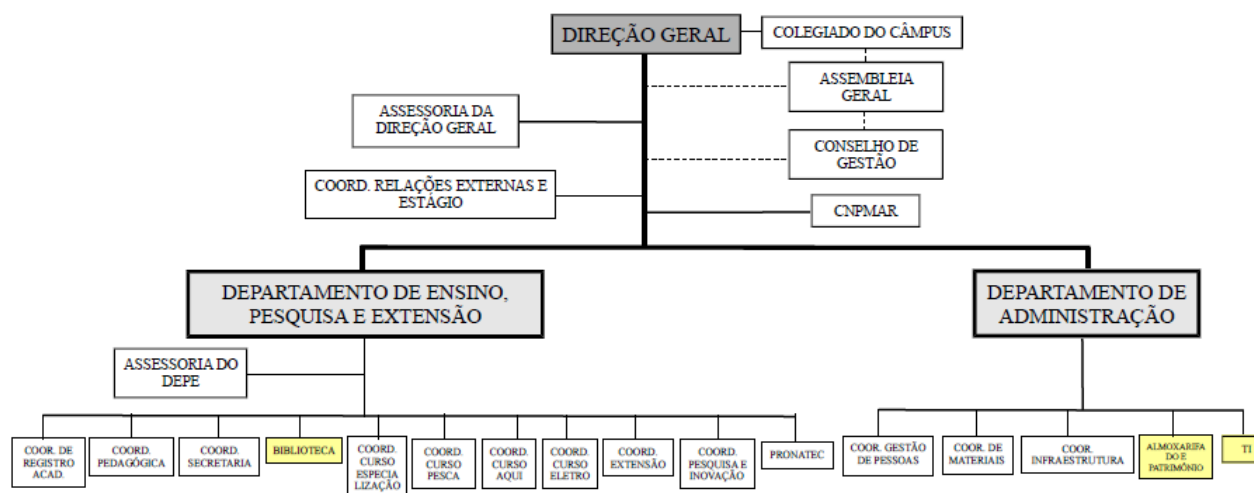 DIREÇÃO GERAL
COLEGIADO DO CÂMPUS
ASSEMBLEIA
GERAL
ASSESSORIA DA
DIREÇÃO GERAL
CONSELHO DE
GESTÃO
COORD. RELAÇÕES EXTERNAS E
ESTÁGIO
CNPMAR
DEPARTAMENTO DE ENSINO,
PESQUISA E EXTENSÃO
DEPARTAMENTO DE
ADMINISTRAÇÃO
ASSESSORIA DO
DEPE
COOR. DE
REGISTRO
ACAD.
COORD.
PEDAGÓGICA
COORD.
SECRETARIA
BIBLIOTECA
COORD.
CURSO
ESPECIA
LIZAÇÃO
COORD.
CURSO
PESCA
COORD.
CURSO
AQUI
COORD.
CURSO
ELETRO
COORD.
EXTENSÃO
COORD.
PESQUISA E
INOVAÇÃO
PRONATEC
COOR. GESTÃO
DE PESSOAS
COOR. DE
MATERIAIS
COOR.
INFRAESTRUTURA
ALMOXARIFA
DO E
PATRIMÔNIO
TI